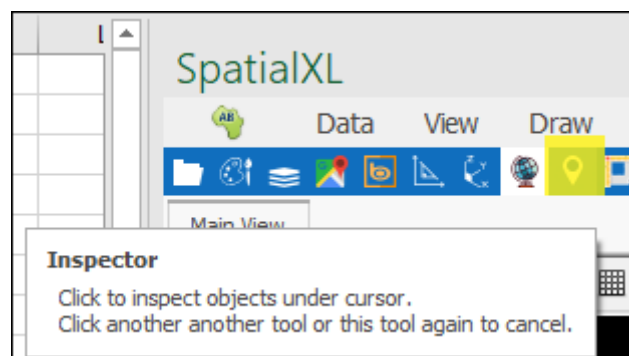 L
SpatialXL
AB
Data View Draw
Main View
Inspector
Click to inspect objects under cursor.
Click another another tool or this tool again to cancel.